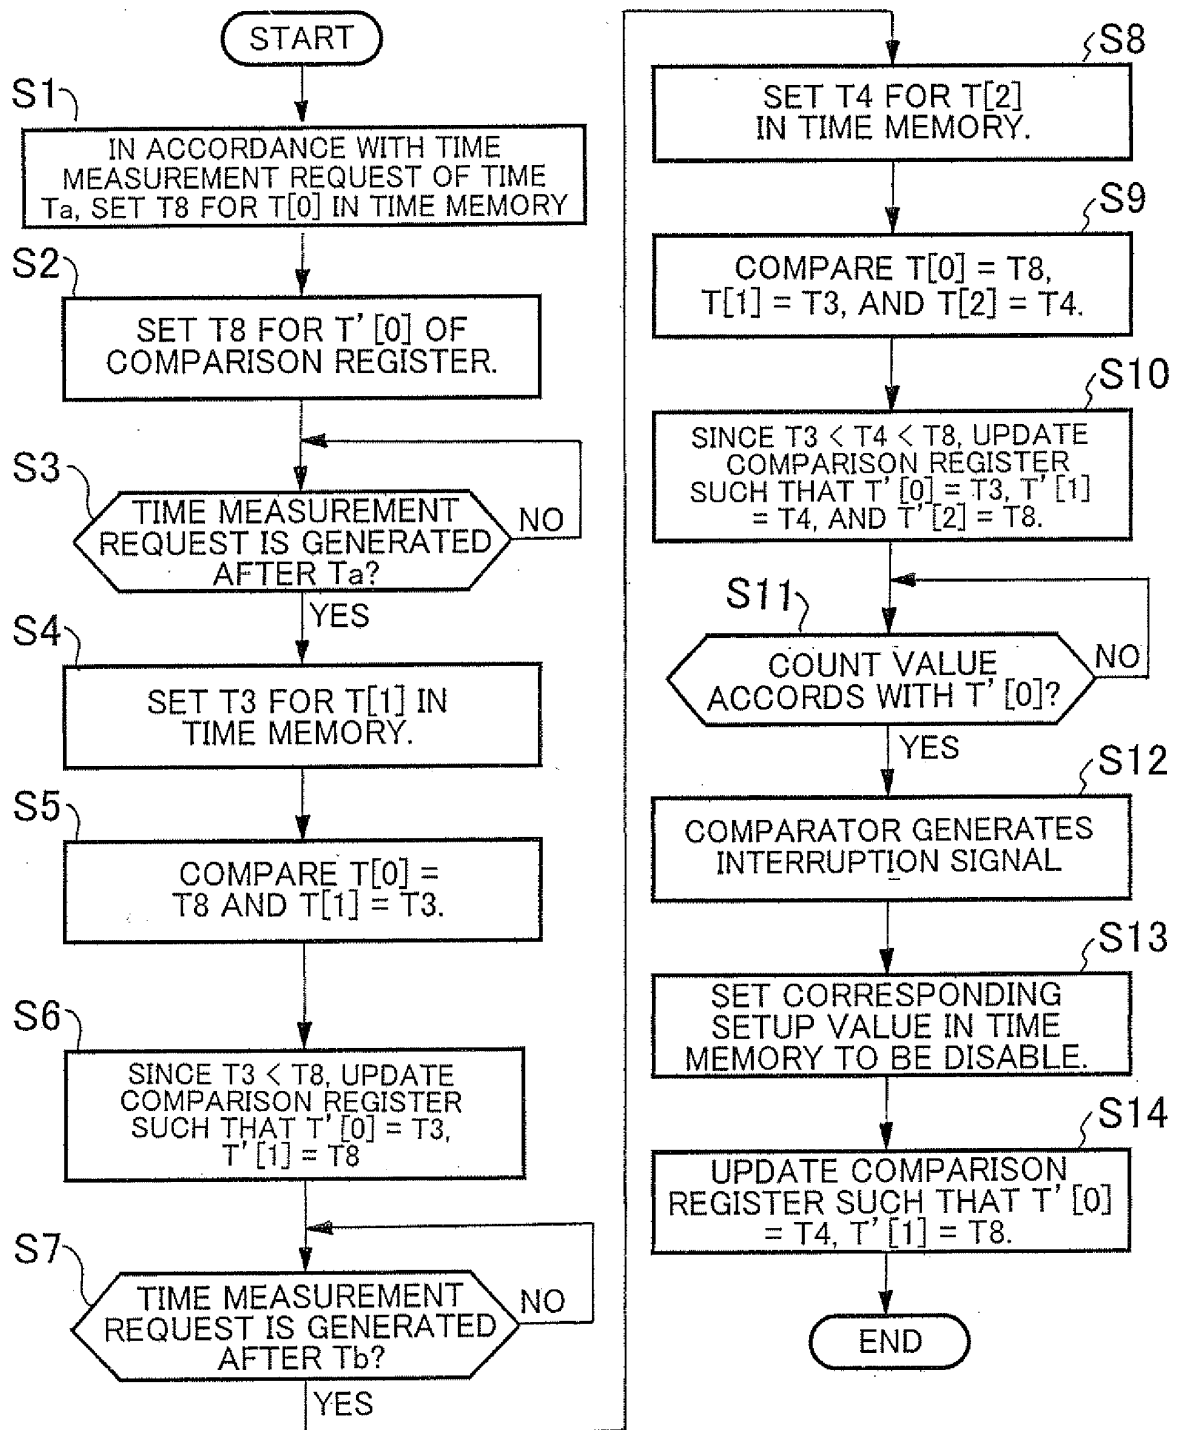 START
S1
IN ACCORDANCE WITH TIME
MEASUREMENT REQUEST OF TIME
Ta, SET T8 FOR T[0] IN TIME MEMORY
S2
SET T8 FOR T'[0] OF
COMPARISON REGISTER.
S3
TIME MEASUREMENT
REQUEST IS GENERATED
AFTER Ta?
NO
YES
S4
SET T3 FOR T[1] IN
TIME MEMORY.
S5
COMPARE T[0] =
T8 AND T[1] = T3.
S6
SINCE T3 < T8, UPDATE
COMPARISON REGISTER
SUCH THAT T'[0] = T3,
T'[1] = T8
S7
TIME MEASUREMENT
REQUEST IS GENERATED
AFTER Tb?
NO
YES
S8
SET T4 FOR T[2]
IN TIME MEMORY.
S9
COMPARE T[0] = T8,
T[1] = T3, AND T[2] = T4.
S10
SINCE T3 < T4 < T8, UPDATE
COMPARISON REGISTER
SUCH THAT T'[0] = T3, T'[1]
= T4, AND T'[2] = T8.
S11
COUNT VALUE
ACCORDS WITH T'[0]?
NO
YES
S12
COMPARATOR GENERATES
INTERRUPTION SIGNAL
S13
SET CORRESPONDING
SETUP VALUE IN TIME
MEMORY TO BE DISABLE.
S14
UPDATE COMPARISON
REGISTER SUCH THAT T'[0]
= T4, T'[1] = T8.
END